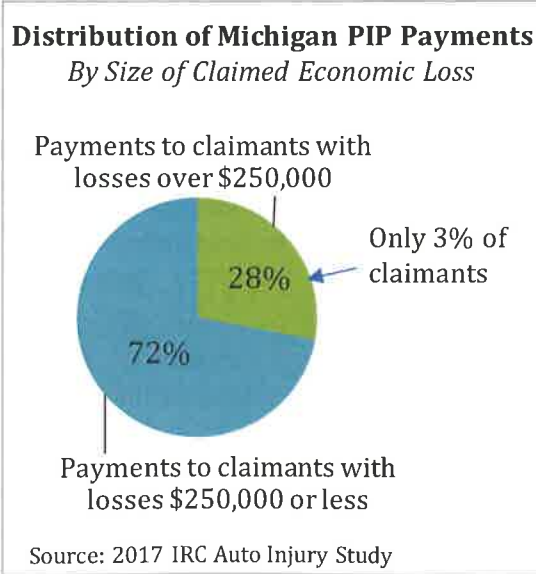 Distribution of Michigan PIP Payments
By Size of Claimed Economic Loss
Payments to claimants with
losses over $250,000
Only 3% of
claimants
28%
72%
Payments to claimants with
losses $250,000 or less
Source: 2017 IRC Auto Injury Study